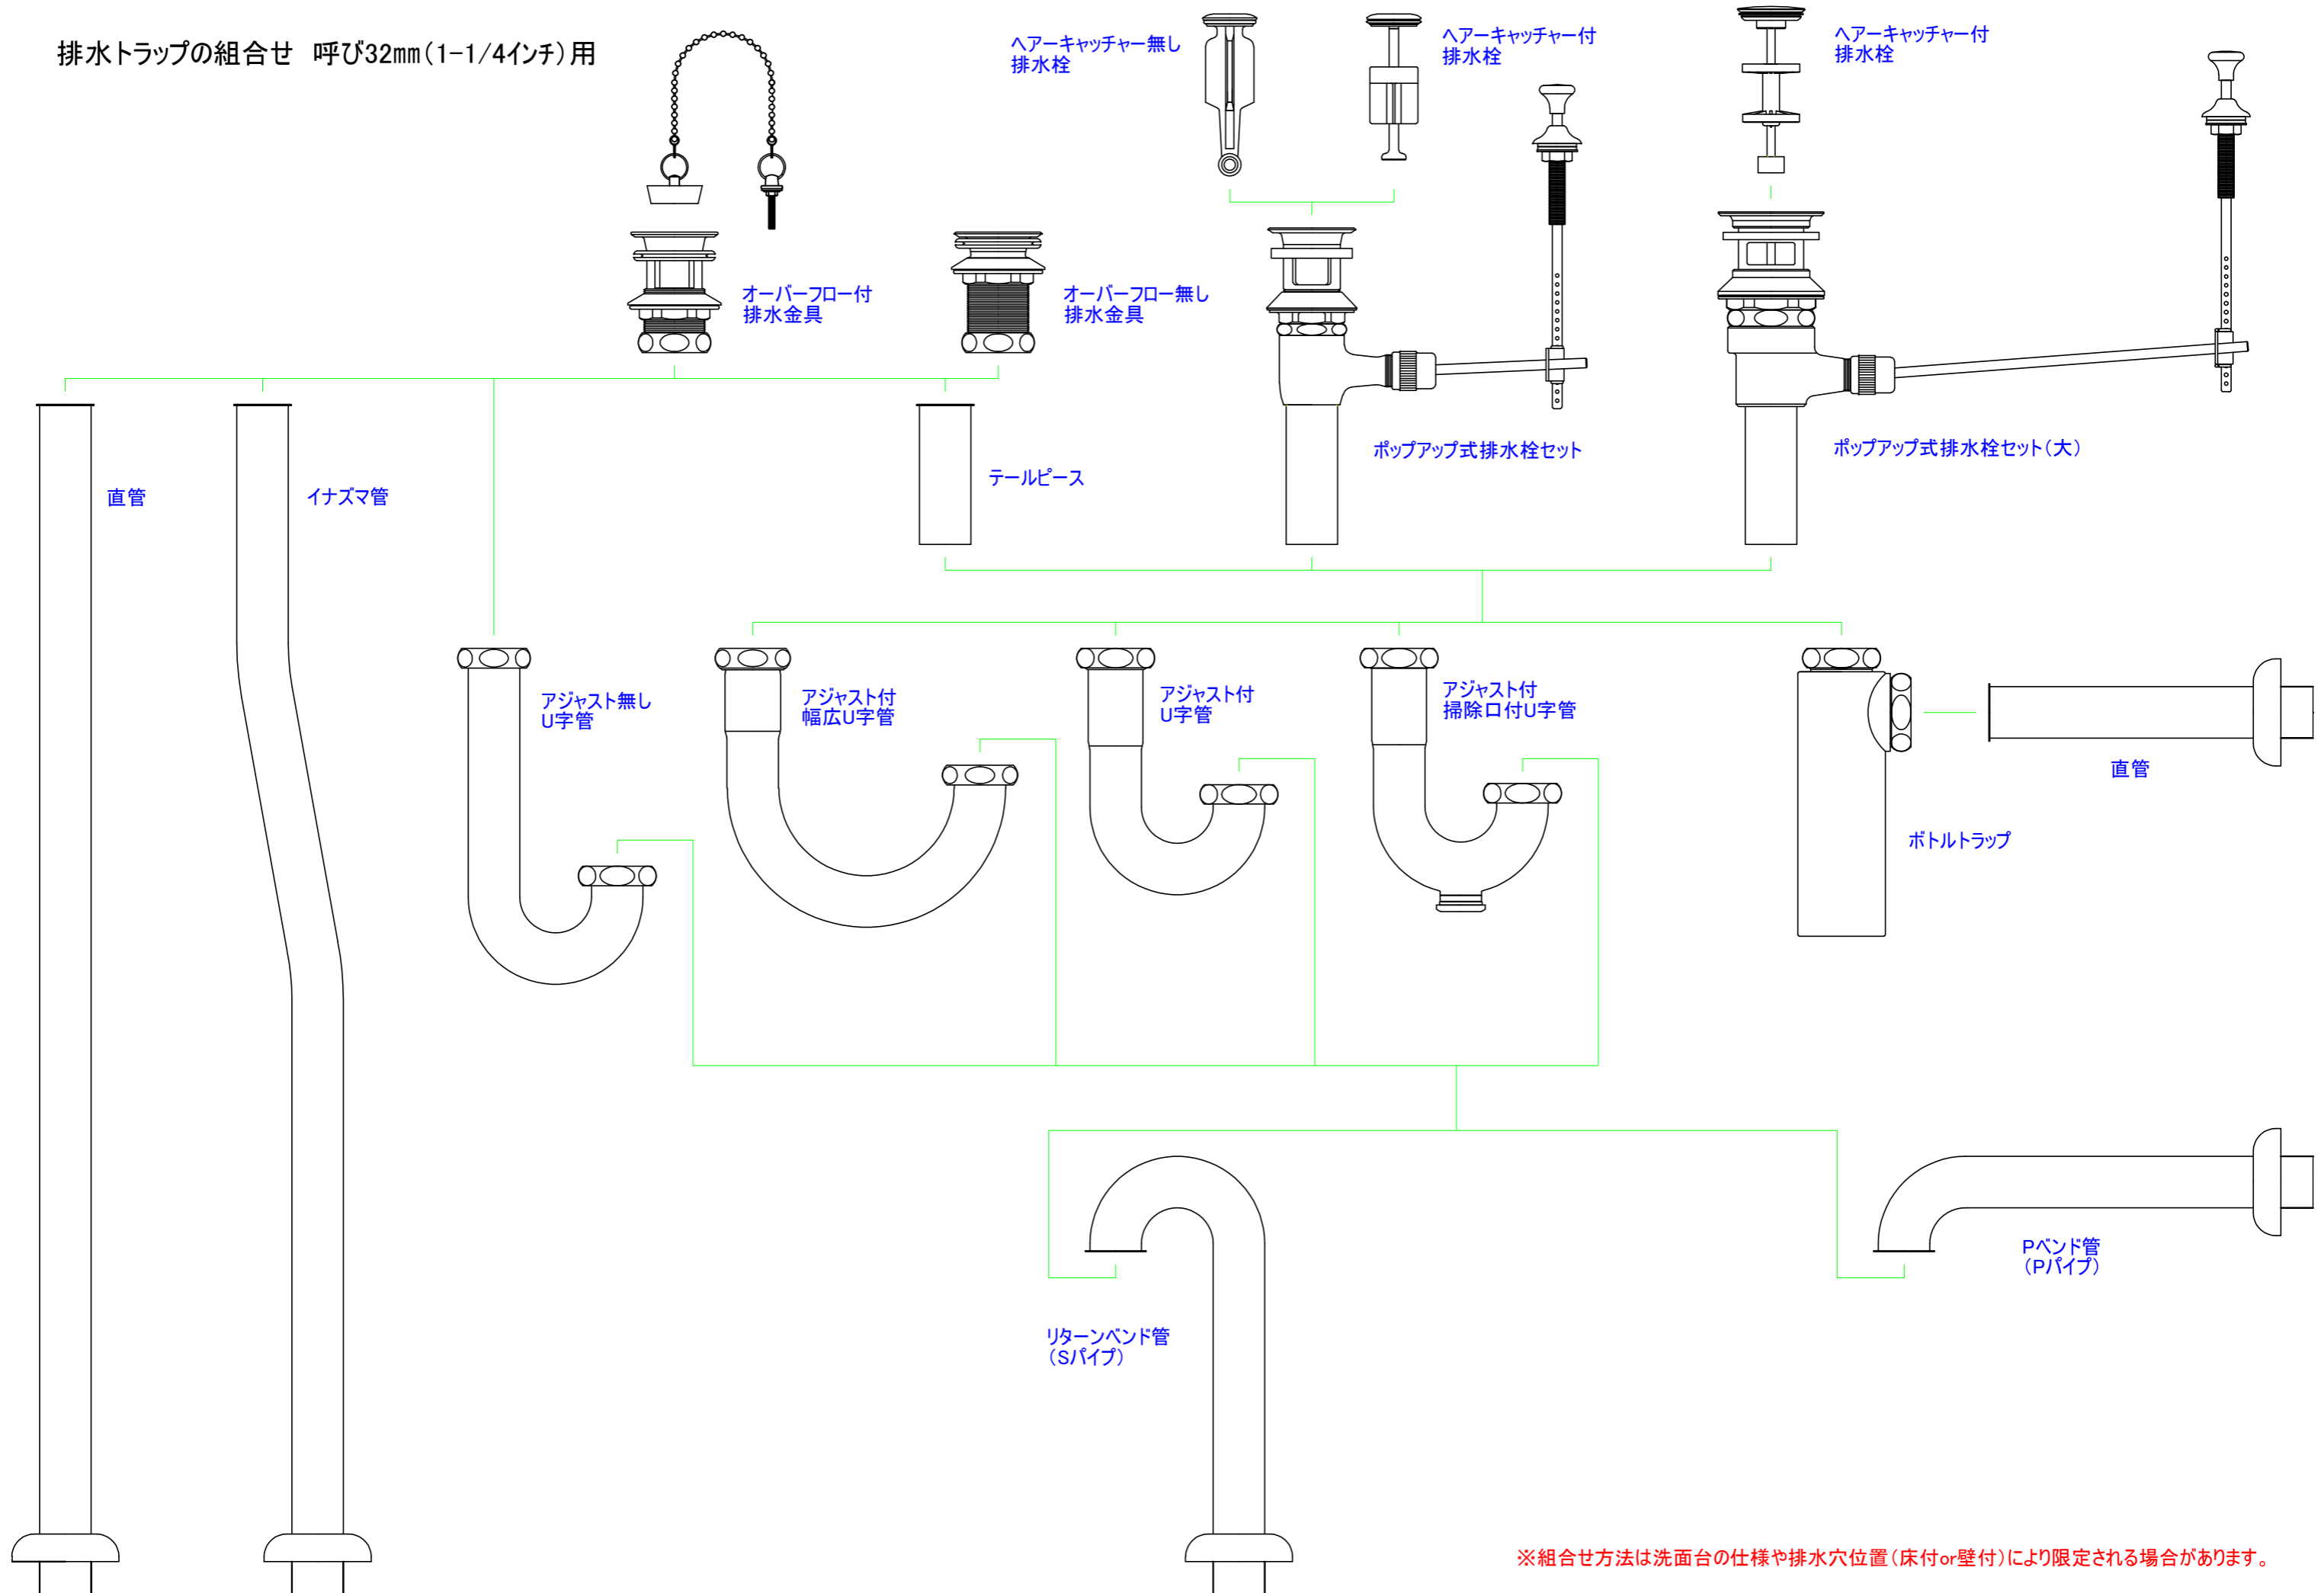 排水トラップの組合せ　呼び32mm(1-1/4インチ)用
ヘアーキャッチャー無し
排水栓
ヘアーキャッチャー付
排水栓
ヘアーキャッチャー付
排水栓
オーバーフロー付
排水金具
オーバーフロー無し
排水金具
ポップアップ式排水栓セット
ポップアップ式排水栓セット(大)
直管
イナズマ管
テールピース
アジャスト無し
U字管
アジャスト付
幅広U字管
アジャスト付
U字管
アジャスト付
掃除口付U字管
直管
ボトルトラップ
Pベンド管
(Pパイプ)
リターンベンド管
(Sパイプ)
※組合せ方法は洗面台の仕様や排水穴位置(床付or壁付)により限定される場合があります。